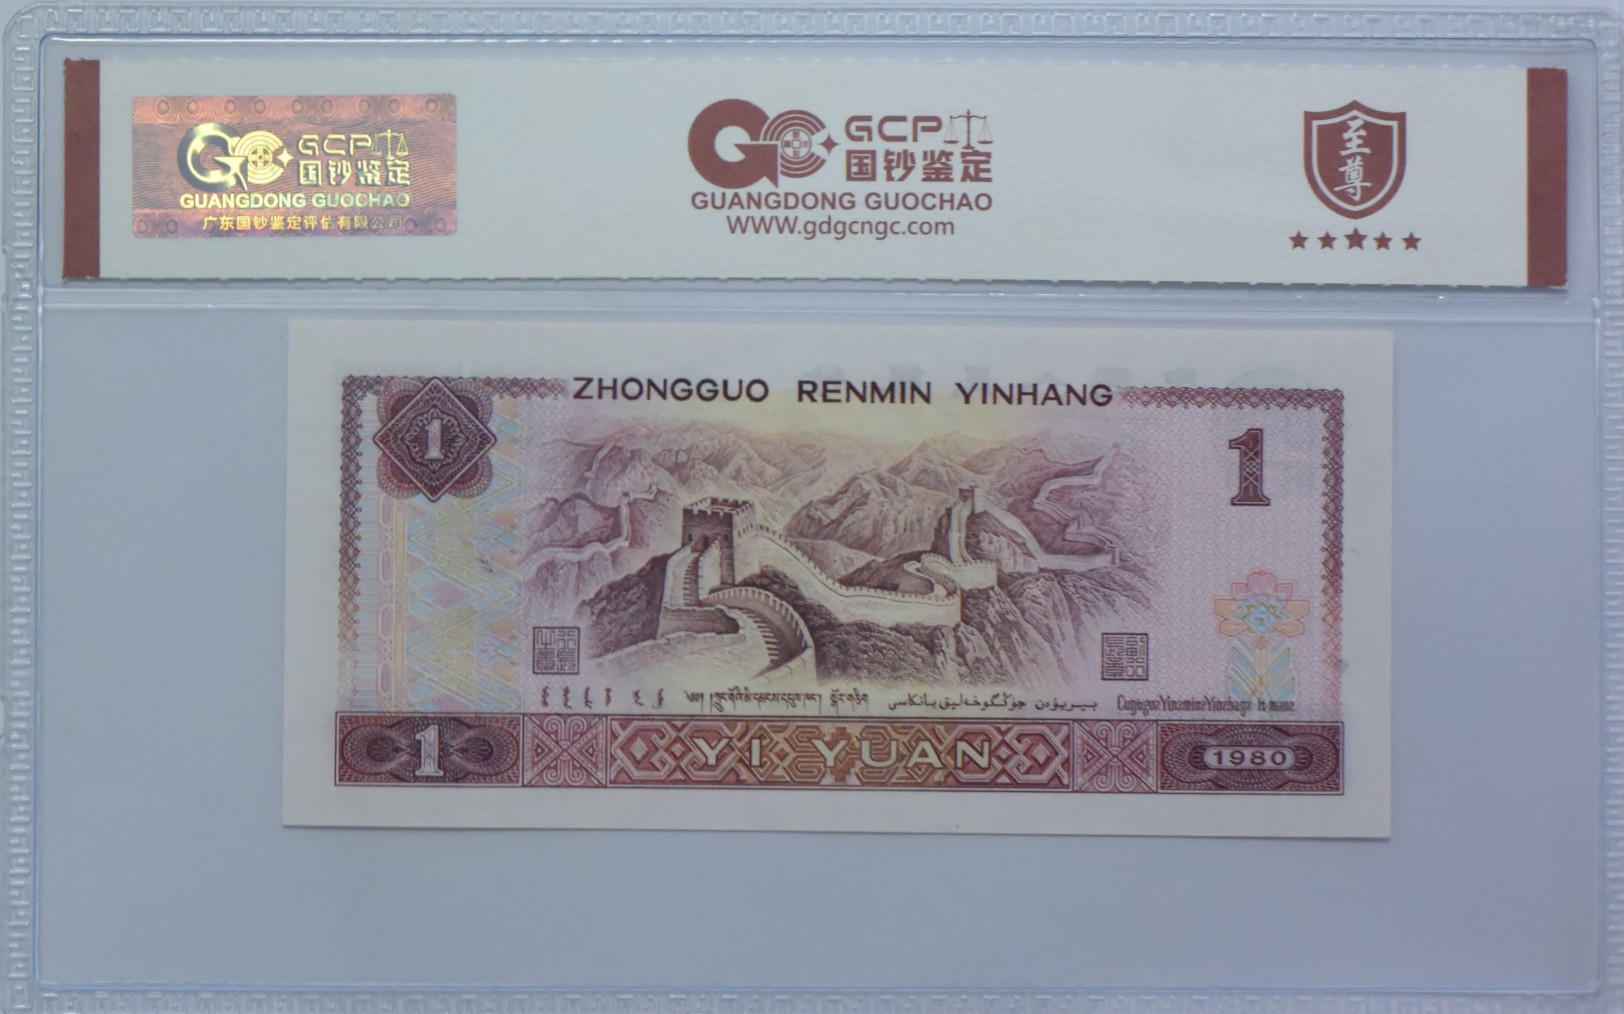 GCP
国钞鉴定
GUANGDONG GUOCHAO
广东国钞鉴定评估有限公司
GCP
国钞鉴定
GUANGDONG GUOCHAO
WWW.gdgcngc.com
至尊
ZHONGGUO RENMIN YINHANG
1
1
بىريۋەن جۇڭگوخەلىقبانكاسى
1
YI YUAN
1980